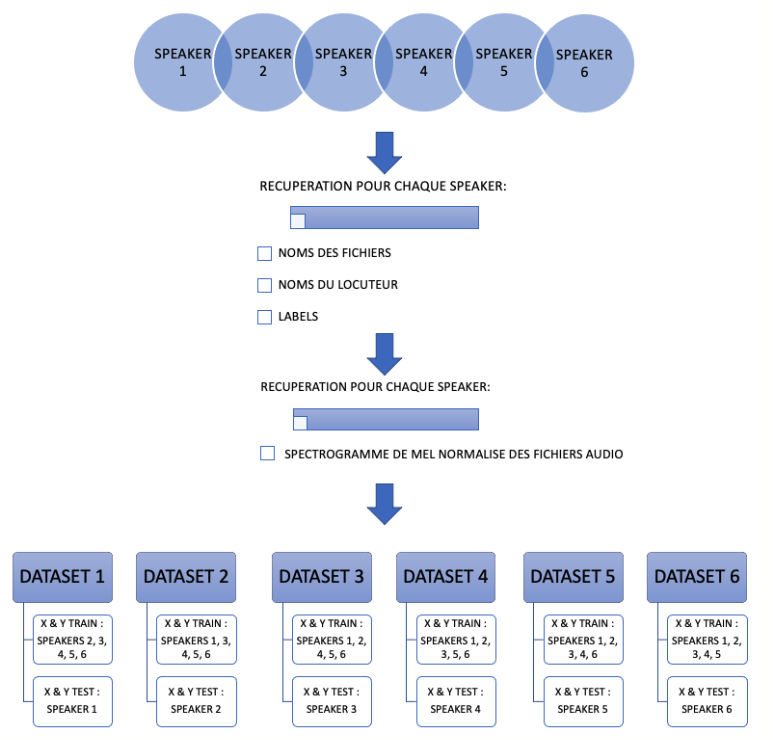 SPEAKER
1
SPEAKER
2
SPEAKER
3
SPEAKER
4
SPEAKER
5
SPEAKER
6
RECUPERATION POUR CHAQUE SPEAKER:
NOMS DES FICHIERS
NOMS DU LOCUTEUR
LABELS
RECUPERATION POUR CHAQUE SPEAKER:
SPECTROGRAMME DE MEL NORMALISE DES FICHIERS AUDIO
DATASET 1
X & Y TRAIN :
SPEAKERS 2, 3,
4, 5, 6
X & Y TEST :
SPEAKER 1
DATASET 2
X & Y TRAIN :
SPEAKERS 1, 3,
4, 5, 6
X & Y TEST :
SPEAKER 2
DATASET 3
X & Y TRAIN :
SPEAKERS 1, 2,
4, 5, 6
X & Y TEST :
SPEAKER 3
DATASET 4
X & Y TRAIN :
SPEAKERS 1, 2,
3, 5, 6
X & Y TEST :
SPEAKER 4
DATASET 5
X & Y TRAIN :
SPEAKERS 1, 2,
3, 4, 6
X & Y TEST :
SPEAKER 5
DATASET 6
X & Y TRAIN :
SPEAKERS 1, 2,
3, 4, 5
X & Y TEST :
SPEAKER 6